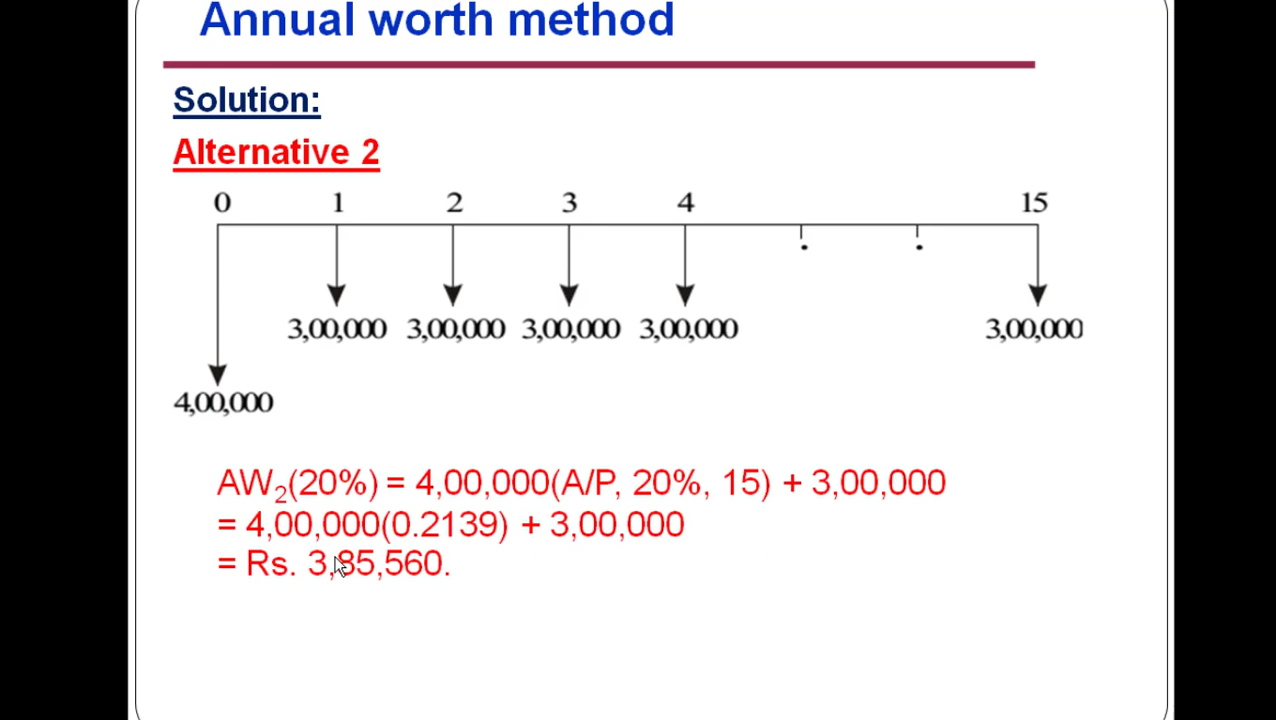 Annual worth method
Solution:
Alternative 2
0 1 2 3 4 15
3,00,000 3,00,000 3,00,000 3,00,000 3,00,000
4,00,000
AW2(20%) = 4,00,000(A/P, 20%, 15) + 3,00,000
= 4,00,000(0.2139) + 3,00,000
= Rs. 3,85,560.